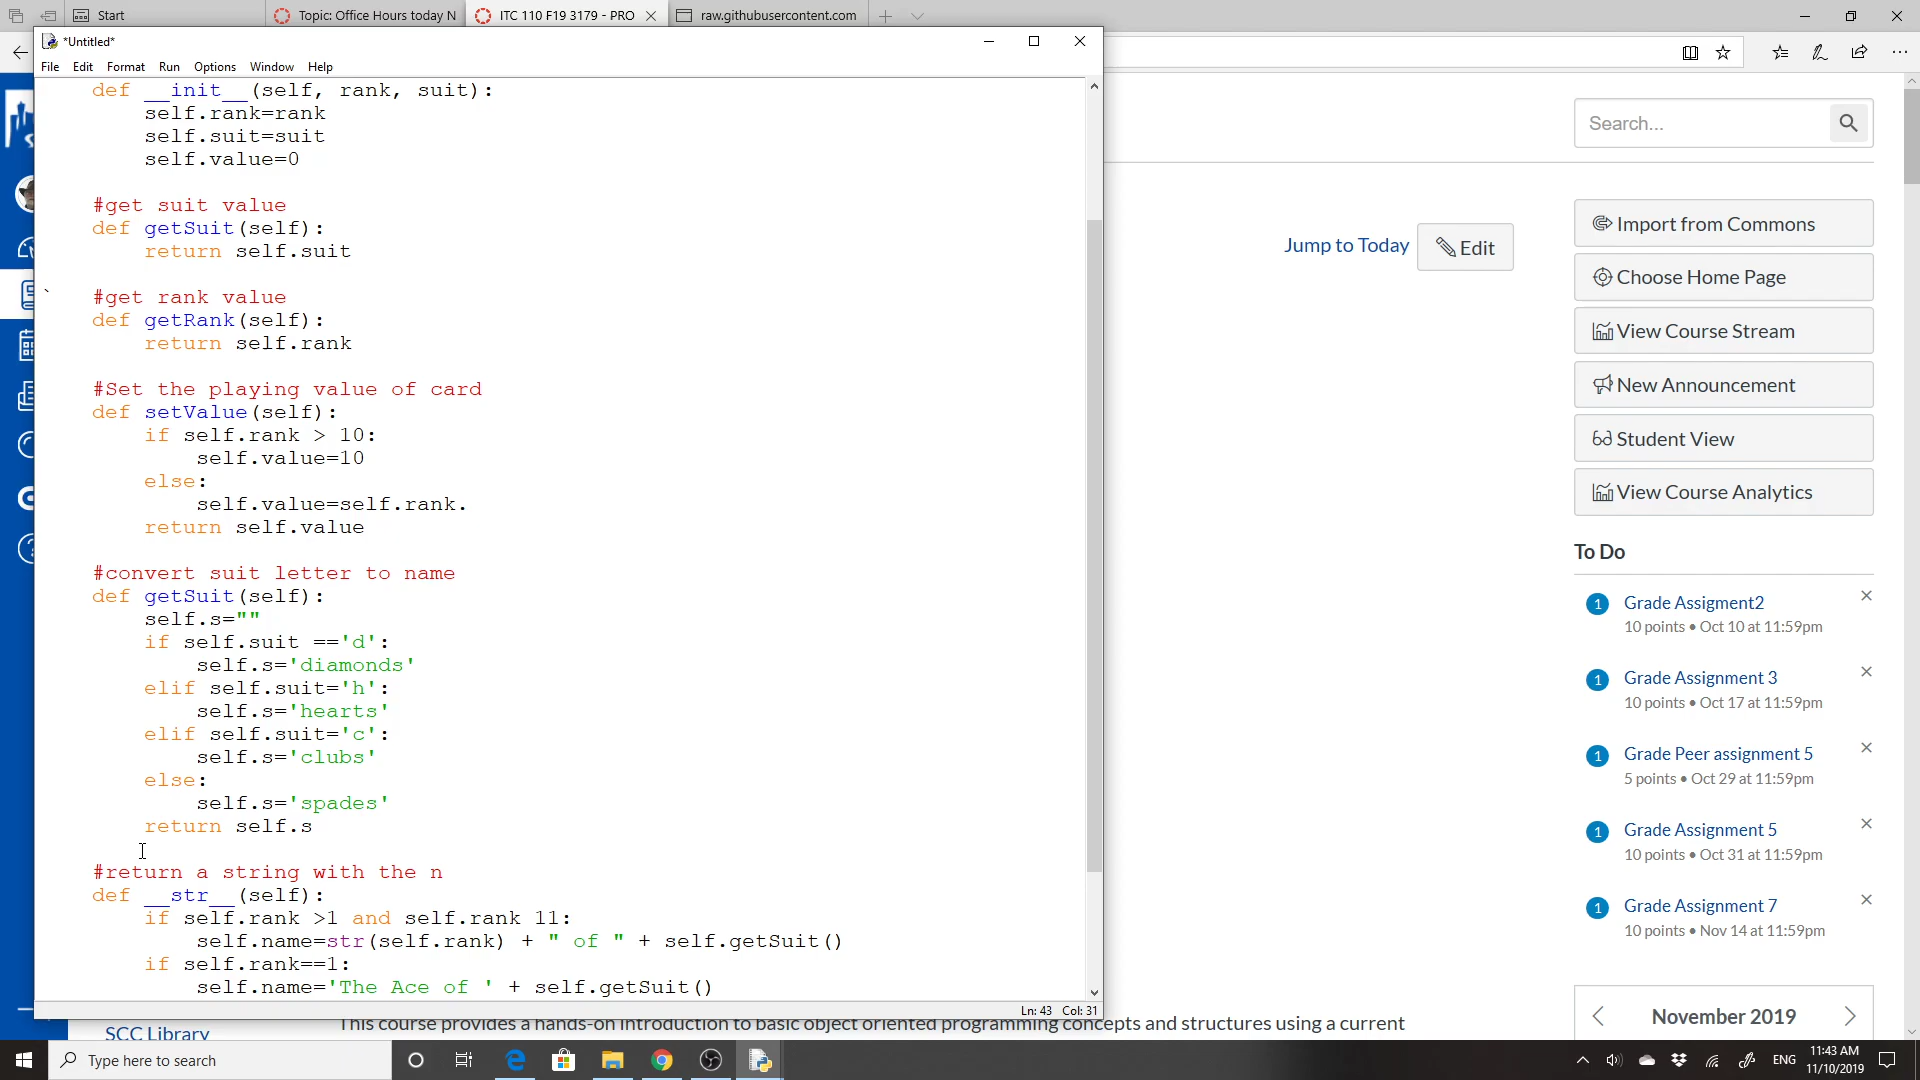 Start
Topic: Office Hours today N
ITC 110 F19 3179 - PRO
raw.githubusercontent.com
*Untitled*
File Edit Format Run Options Window Help
def __init__(self, rank, suit):
self.rank=rank
self.suit=suit
self.value=0
#get suit value
def getSuit(self):
return self.suit
`
#get rank value
def getRank(self):
return self.rank
#Set the playing value of card
def setValue(self):
if self.rank > 10:
self.value=10
else:
self.value=self.rank.
return self.value
#convert suit letter to name
def getSuit(self):
self.s=""
if self.suit =='d':
self.s='diamonds'
elif self.suit='h':
self.s='hearts'
elif self.suit='c':
self.s='clubs'
else:
self.s='spades'
return self.s
#return a string with the n
def __str__(self):
if self.rank >1 and self.rank 11:
self.name=str(self.rank) + " of " + self.getSuit()
if self.rank==1:
self.name='The Ace of ' + self.getSuit()
Ln: 43 Col: 31
Search...
Jump to Today
Edit
Import from Commons
Choose Home Page
View Course Stream
New Announcement
Student View
View Course Analytics
To Do
1 Grade Assigment2
10 points • Oct 10 at 11:59pm
1 Grade Assignment 3
10 points • Oct 17 at 11:59pm
1 Grade Peer assignment 5
5 points • Oct 29 at 11:59pm
1 Grade Assignment 5
10 points • Oct 31 at 11:59pm
1 Grade Assignment 7
10 points • Nov 14 at 11:59pm
November 2019
SCC Library
This course provides a hands-on introduction to basic object oriented programming concepts and structures using a current
Type here to search
ENG
11:43 AM
11/10/2019